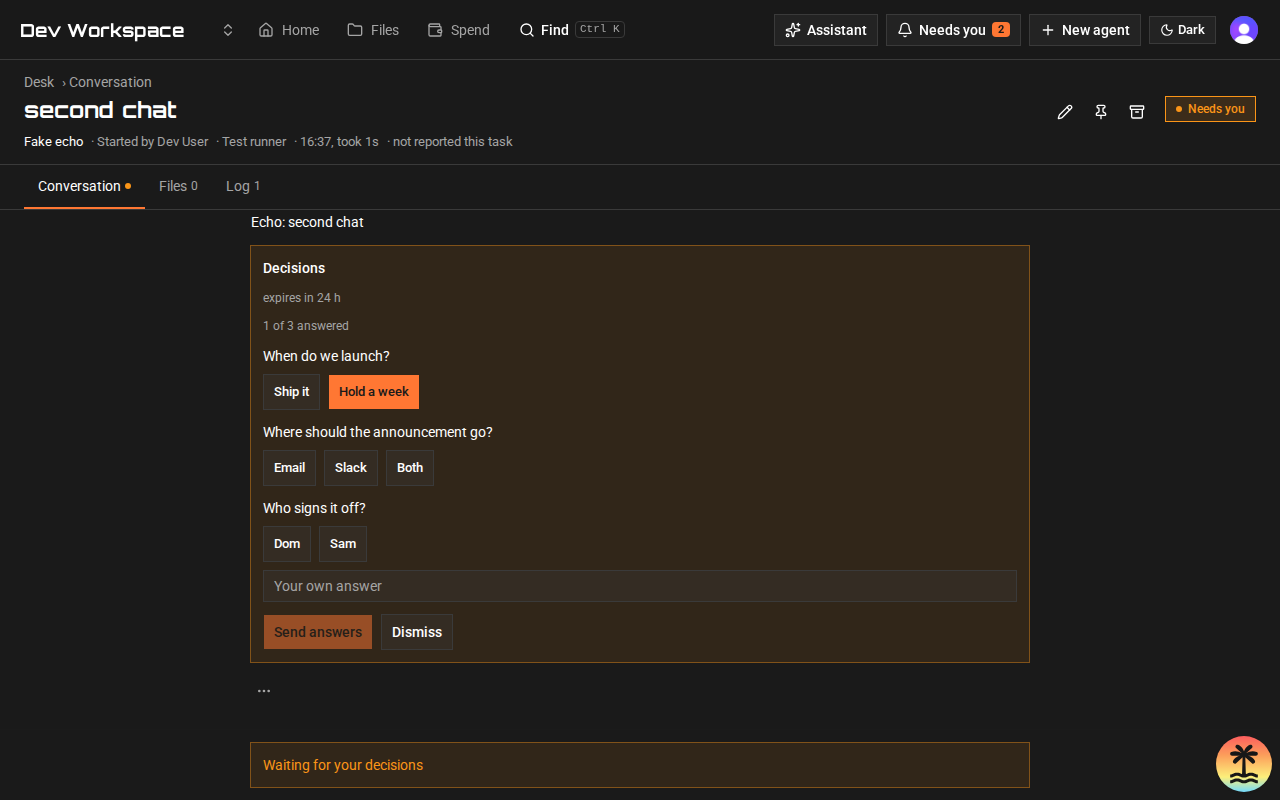 Dev Workspace
Home
Files
Spend
Find Ctrl K
Assistant
Needs you 2
New agent
Dark
Desk › Conversation
second chat
Needs you
Fake echo · Started by Dev User · Test runner · 16:37, took 1s · not reported this task
Conversation
Files 0
Log 1
Echo: second chat
Decisions
expires in 24 h
1 of 3 answered
When do we launch?
Ship it
Hold a week
Where should the announcement go?
Email
Slack
Both
Who signs it off?
Dom
Sam
Your own answer
Send answers
Dismiss
...
Waiting for your decisions